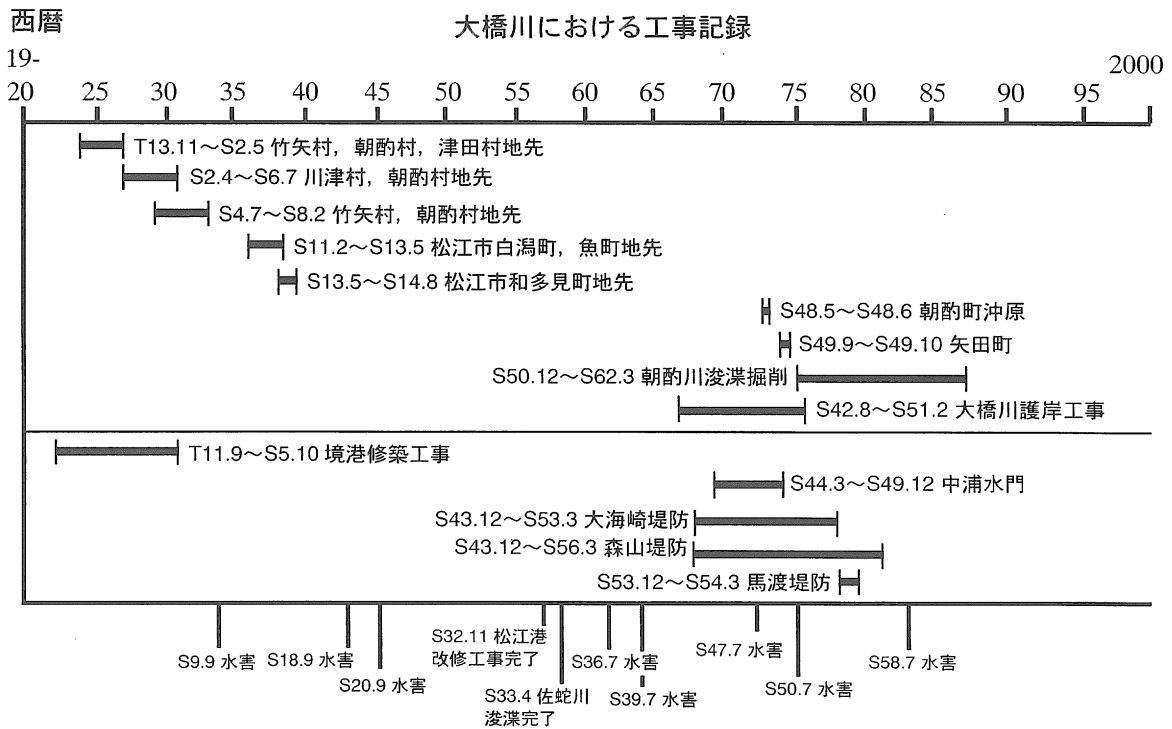 西暦
大橋川における工事記録
19-
2000
20 25 30 35 40 45 50 55 60 65 70 75 80 85 90 95
T13.11～S2.5 竹矢村，朝酌村，津田村地先
S2.4～S6.7 川津村，朝酌村地先
S4.7～S8.2 竹矢村，朝酌村地先
S11.2～S13.5 松江市白潟町，魚町地先
S13.5～S14.8 松江市和多見町地先
S48.5～S48.6 朝酌町沖原
S49.9～S49.10 矢田町
S50.12～S62.3 朝酌川浚渫掘削
S42.8～S51.2 大橋川護岸工事
T11.9～S5.10 境港修築工事
S44.3～S49.12 中浦水門
S43.12～S53.3 大海崎堤防
S43.12～S56.3 森山堤防
S53.12～S54.3 馬渡堤防
S9.9 水害
S18.9 水害
S20.9 水害
S32.11 松江港
改修工事完了
S33.4 佐蛇川
浚渫完了
S36.7 水害
S39.7 水害
S47.7 水害
S50.7 水害
S58.7 水害